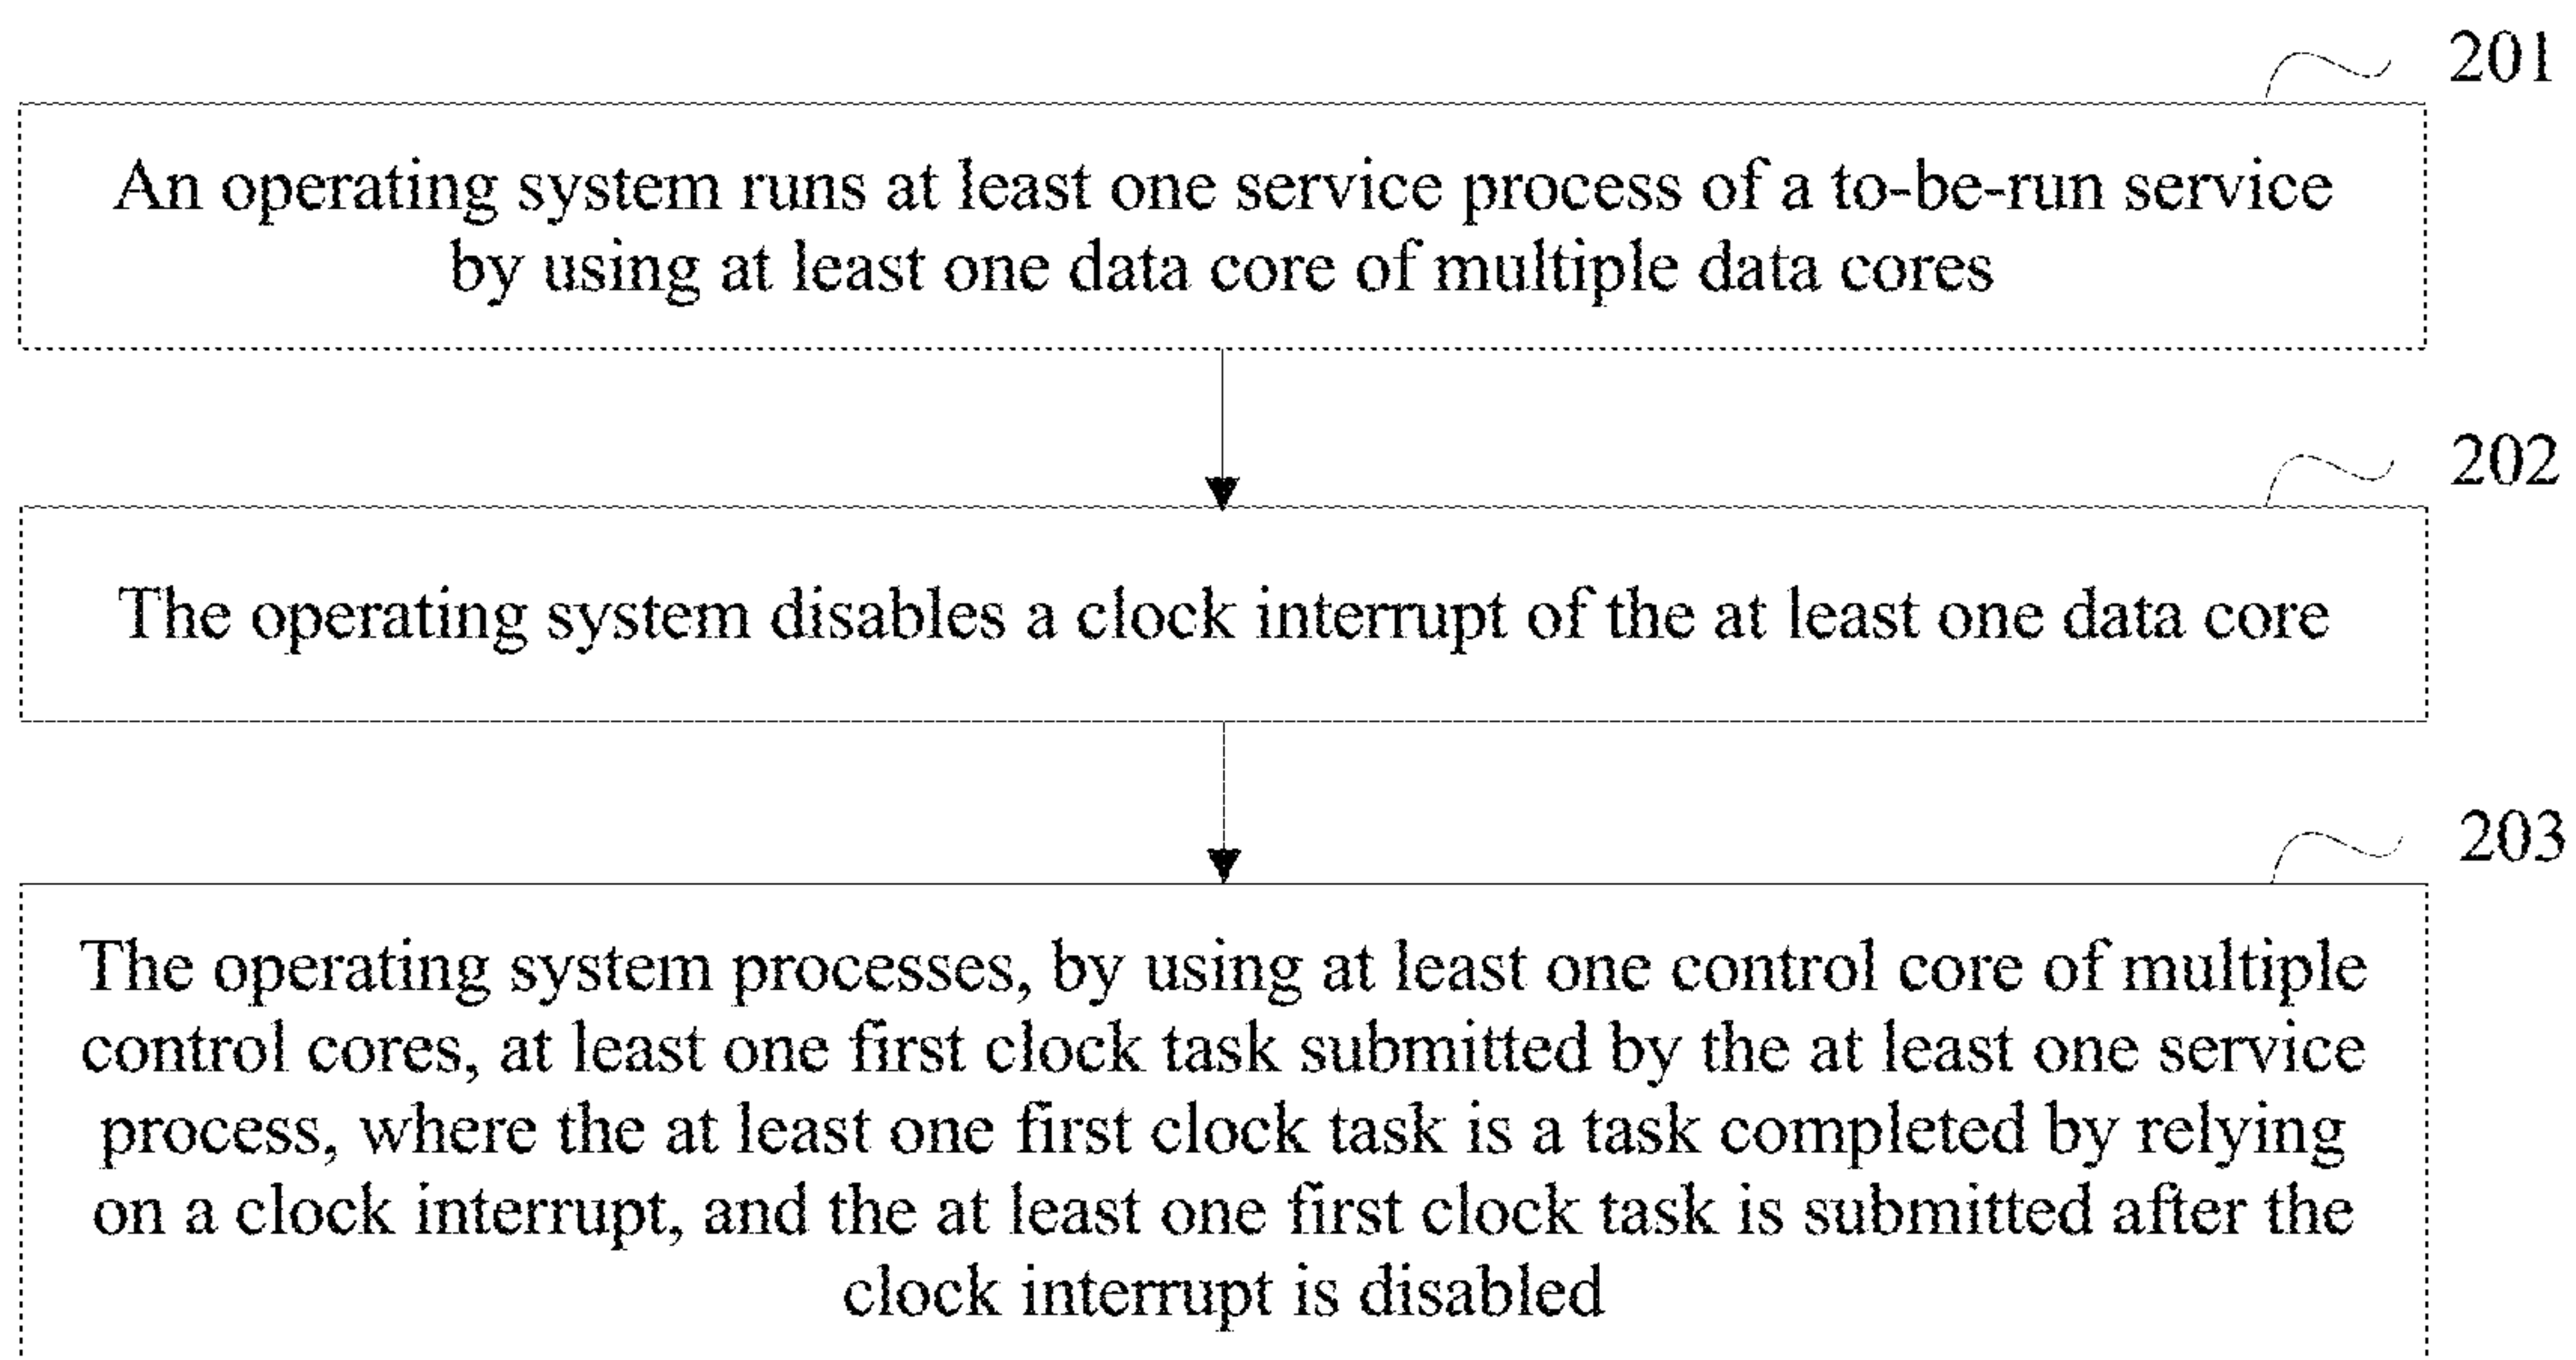 201
An operating system runs at least one service process of a to-be-run service
by using at least one data core of multiple data cores
202
The operating system disables a clock interrupt of the at least one data core
203
The operating system processes, by using at least one control core of multiple
control cores, at least one first clock task submitted by the at least one service
process, where the at least one first clock task is a task completed by relying
on a clock interrupt, and the at least one first clock task is submitted after the
clock interrupt is disabled